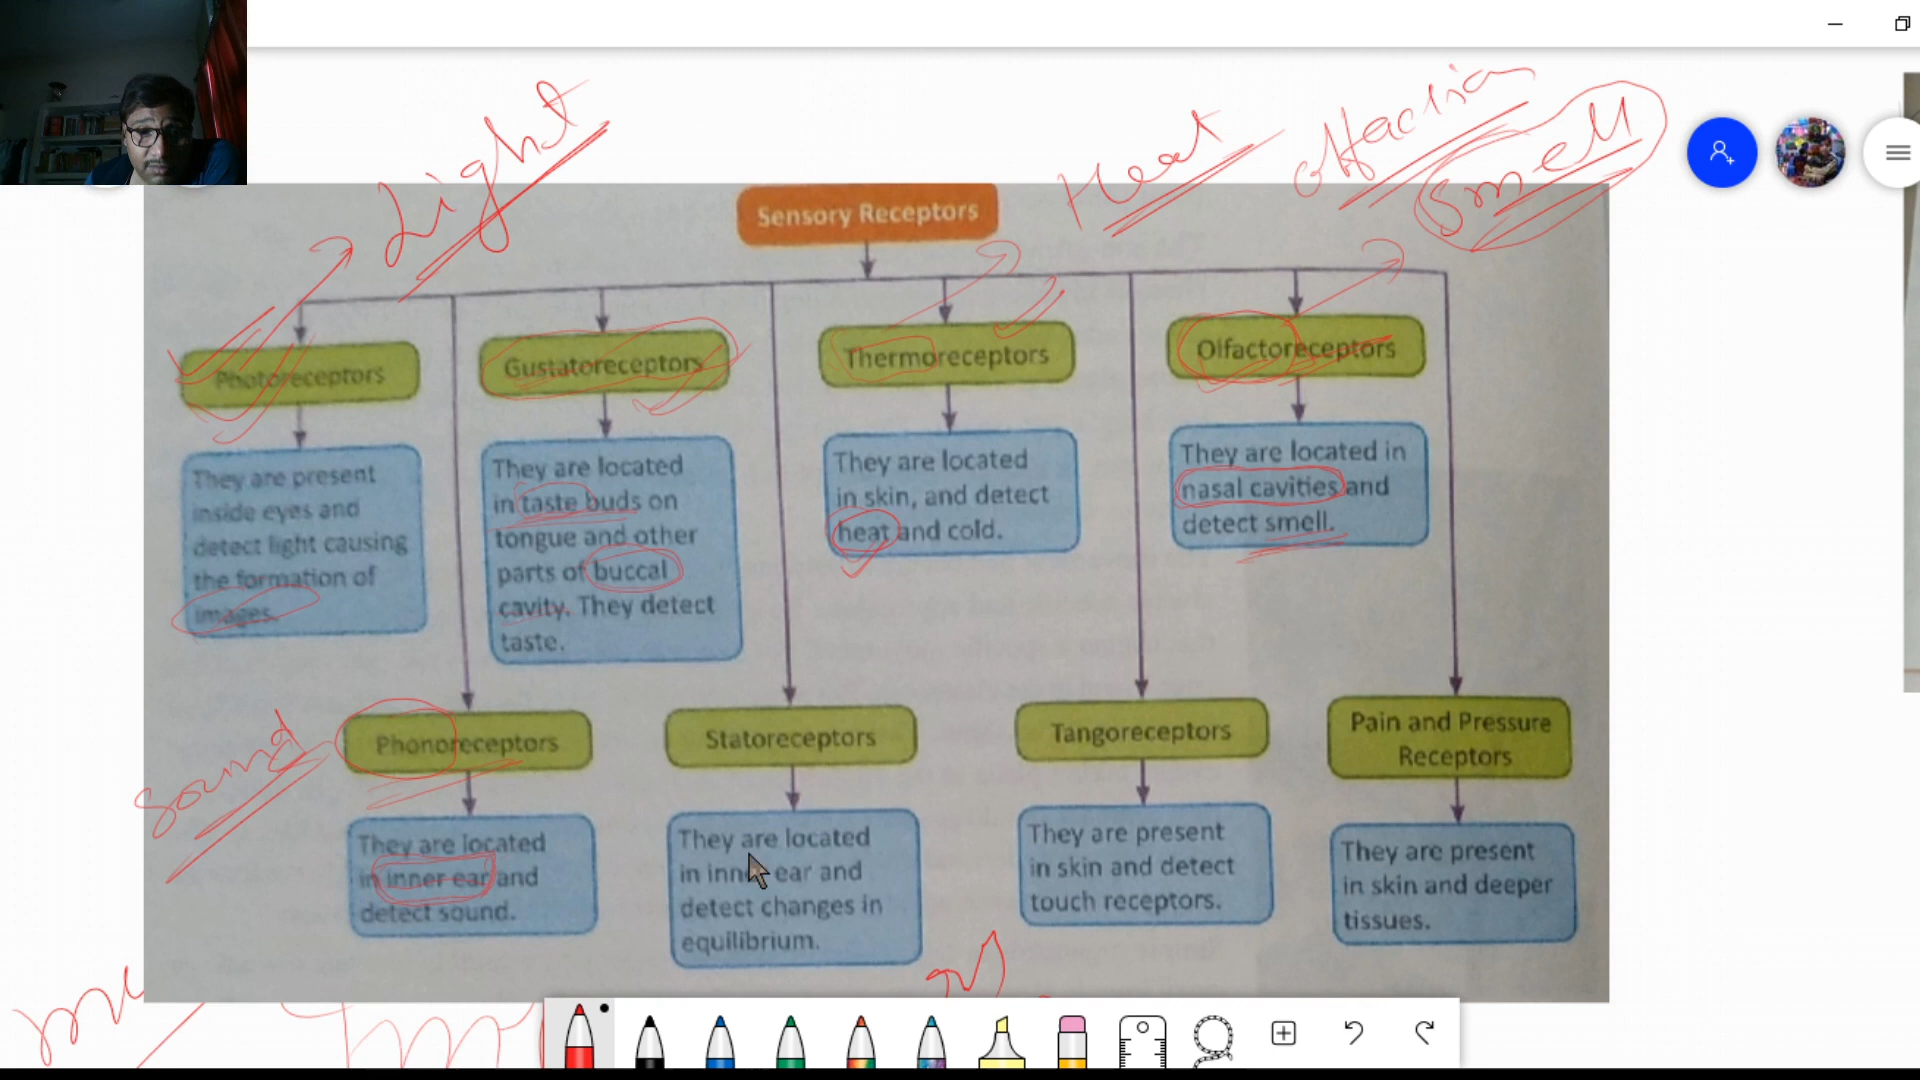 Light
Heat
Olfaction
Smell
Sensory Receptors
Photoreceptors
Gustatoreceptors
Thermoreceptors
Olfactoreceptors
They are present
inside eyes and
detect light causing
the formation of
images.
They are located
in taste buds on
tongue and other
parts of buccal
cavity. They detect
taste.
They are located
in skin, and detect
heat and cold.
They are located in
nasal cavities and
detect smell.
Sound
Phonoreceptors
Statoreceptors
Tangoreceptors
Pain and Pressure
Receptors
They are located
in inner ear and
detect sound.
They are located
in inner ear and
detect changes in
equilibrium.
They are present
in skin and detect
touch receptors.
They are present
in skin and deeper
tissues.